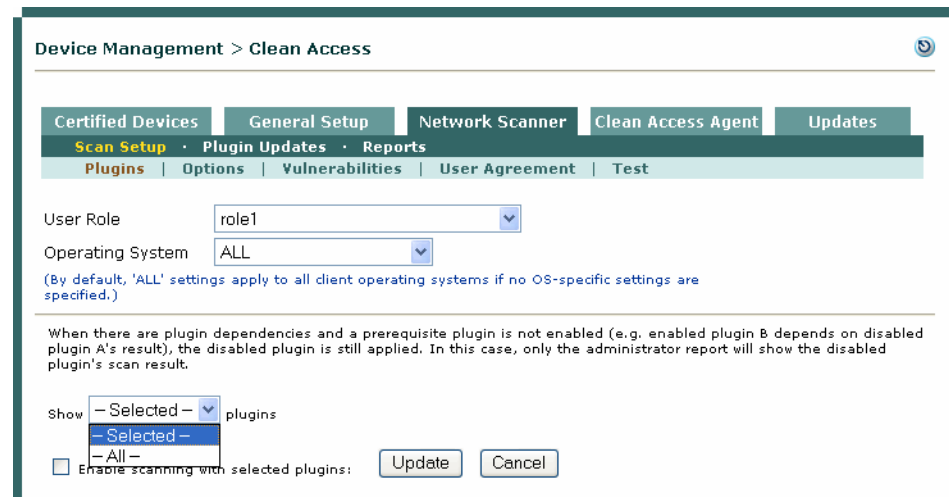 Device Management > Clean Access
Certified Devices General Setup Network Scanner Clean Access Agent Updates
Scan Setup · Plugin Updates · Reports
Plugins | Options | Vulnerabilities | User Agreement | Test
User Role role1
Operating System ALL
(By default, 'ALL' settings apply to all client operating systems if no OS-specific settings are
specified.)
When there are plugin dependencies and a prerequisite plugin is not enabled (e.g. enabled plugin B depends on disabled
plugin A's result), the disabled plugin is still applied. In this case, only the administrator report will show the disabled
plugin's scan result.
Show – Selected – plugins
– Selected –
– All –
Enable scanning with selected plugins: Update Cancel